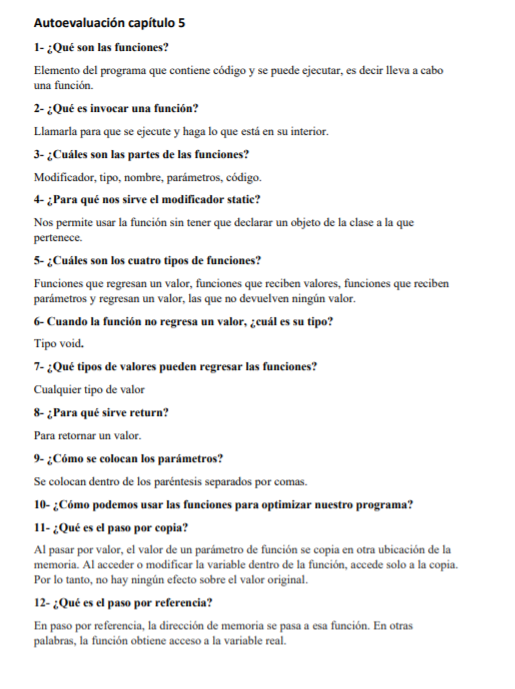 Autoevaluación capítulo 5
1- ¿Qué son las funciones?
Elemento del programa que contiene código y se puede ejecutar, es decir lleva a cabo
una función.
2- ¿Qué es invocar una función?
Llamarla para que se ejecute y haga lo que está en su interior.
3- ¿Cuáles son las partes de las funciones?
Modificador, tipo, nombre, parámetros, código.
4- ¿Para qué nos sirve el modificador static?
Nos permite usar la función sin tener que declarar un objeto de la clase a la que
pertenece.
5- ¿Cuáles son los cuatro tipos de funciones?
Funciones que regresan un valor, funciones que reciben valores, funciones que reciben
parámetros y regresan un valor, las que no devuelven ningún valor.
6- Cuando la función no regresa un valor, ¿cuál es su tipo?
Tipo void.
7- ¿Qué tipos de valores pueden regresar las funciones?
Cualquier tipo de valor
8- ¿Para qué sirve return?
Para retornar un valor.
9- ¿Cómo se colocan los parámetros?
Se colocan dentro de los paréntesis separados por comas.
10- ¿Cómo podemos usar las funciones para optimizar nuestro programa?
11- ¿Qué es el paso por copia?
Al pasar por valor, el valor de un parámetro de función se copia en otra ubicación de la
memoria. Al acceder o modificar la variable dentro de la función, accede solo a la copia.
Por lo tanto, no hay ningún efecto sobre el valor original.
12- ¿Qué es el paso por referencia?
En paso por referencia, la dirección de memoria se pasa a esa función. En otras
palabras, la función obtiene acceso a la variable real.